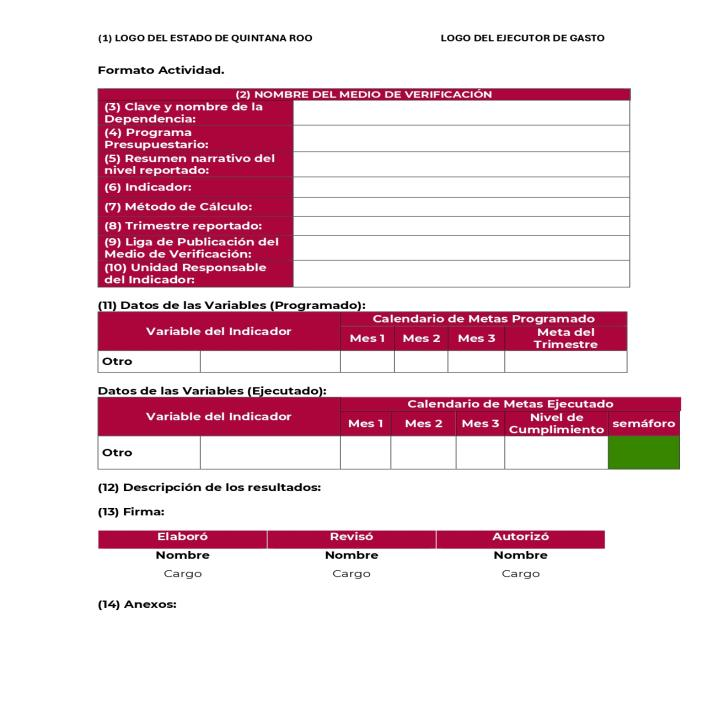 (1) LOGO DEL ESTADO DE QUINTANA ROO LOGO DEL EJECUTOR DE GASTO
Formato Actividad.
(2) NOMBRE DEL MEDIO DE VERIFICACIÓN
(3) Clave y nombre de la
Dependencia:
(4) Programa
Presupuestario:
(5) Resumen narrativo del
nivel reportado:
(6) Indicador:
(7) Método de Cálculo:
(8) Trimestre reportado:
(9) Liga de Publicación del
Medio de Verificación:
(10) Unidad Responsable
del Indicador:
(11) Datos de las Variables (Programado):
Variable del Indicador
Calendario de Metas Programado
Mes 1 Mes 2 Mes 3 Meta del
Trimestre
Otro
Datos de las Variables (Ejecutado):
Variable del Indicador
Calendario de Metas Ejecutado
Mes 1 Mes 2 Mes 3 Nivel de
Cumplimiento semáforo
Otro
(12) Descripción de los resultados:
(13) Firma:
Elaboró Revisó Autorizó
Nombre Nombre Nombre
Cargo Cargo Cargo
(14) Anexos: